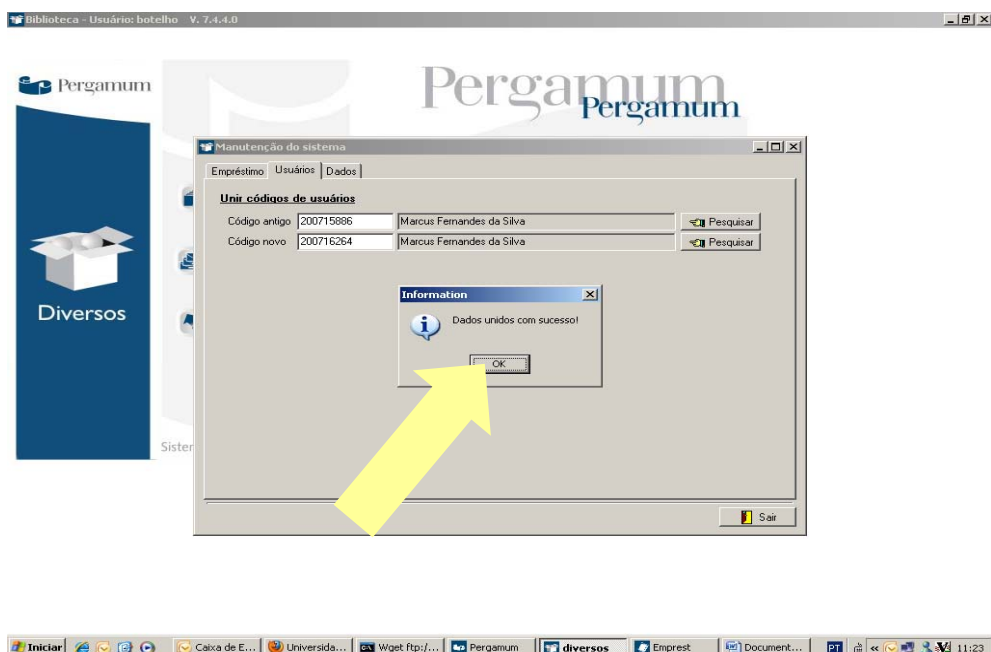 Biblioteca - Usuário: botelho V. 7.4.4.0
Pergamum
Pergamum
Pergamum
Manutenção do sistema
Empréstimo Usuários Dados
Unir códigos de usuários
Código antigo 200715886 Marcus Fernandes da Silva Pesquisar
Código novo 200716264 Marcus Fernandes da Silva Pesquisar
Information
Dados unidos com sucesso!
OK
Diversos
Sister
Sair
Iniciar Caixa de E... Universida... Wget ftp:/... Pergamum diversos Emprest Document... PT « 11:23